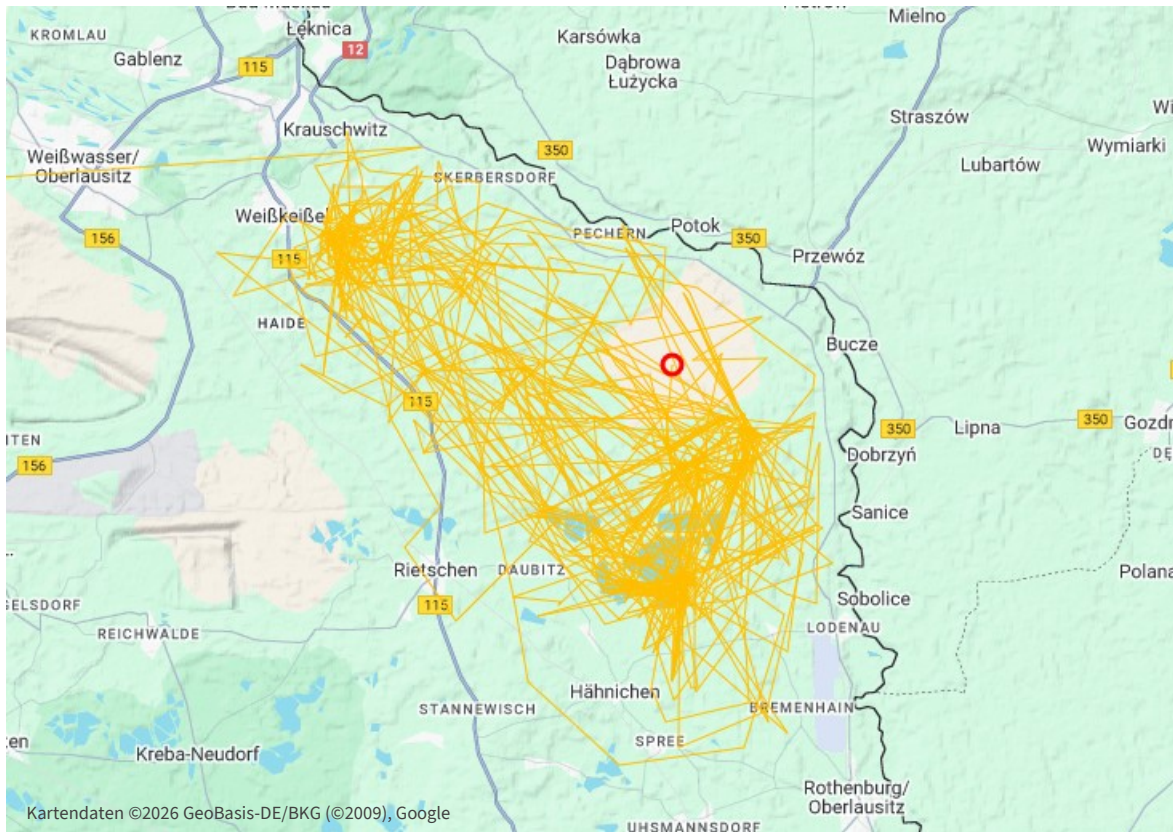 KROMLAU
Łęknica
12
Gablenz
115
Karsówka
Dąbrowa
Łużycka
Mielno
Krauschwitz
Straszów
Weißwasser/
Oberlausitz
350
Wymiarki
Lubartów
SKERBERSDORF
Weißkeißel
156
PECHERN
Potok
350
115
Przewóz
HAIDE
Bucze
115
350
350
Lipna
Dobrzyń
156
Sanice
Rietschen
DAUBITZ
115
Sobolice
REICHWALDE
LODENAU
Hähnichen
STANNEWISCH
BREMENHAIN
SPREE
Kreba-Neudorf
Rothenburg/
Oberlausitz
Kartendaten ©2026 GeoBasis-DE/BKG (©2009), Google
UHSMANNSDORF